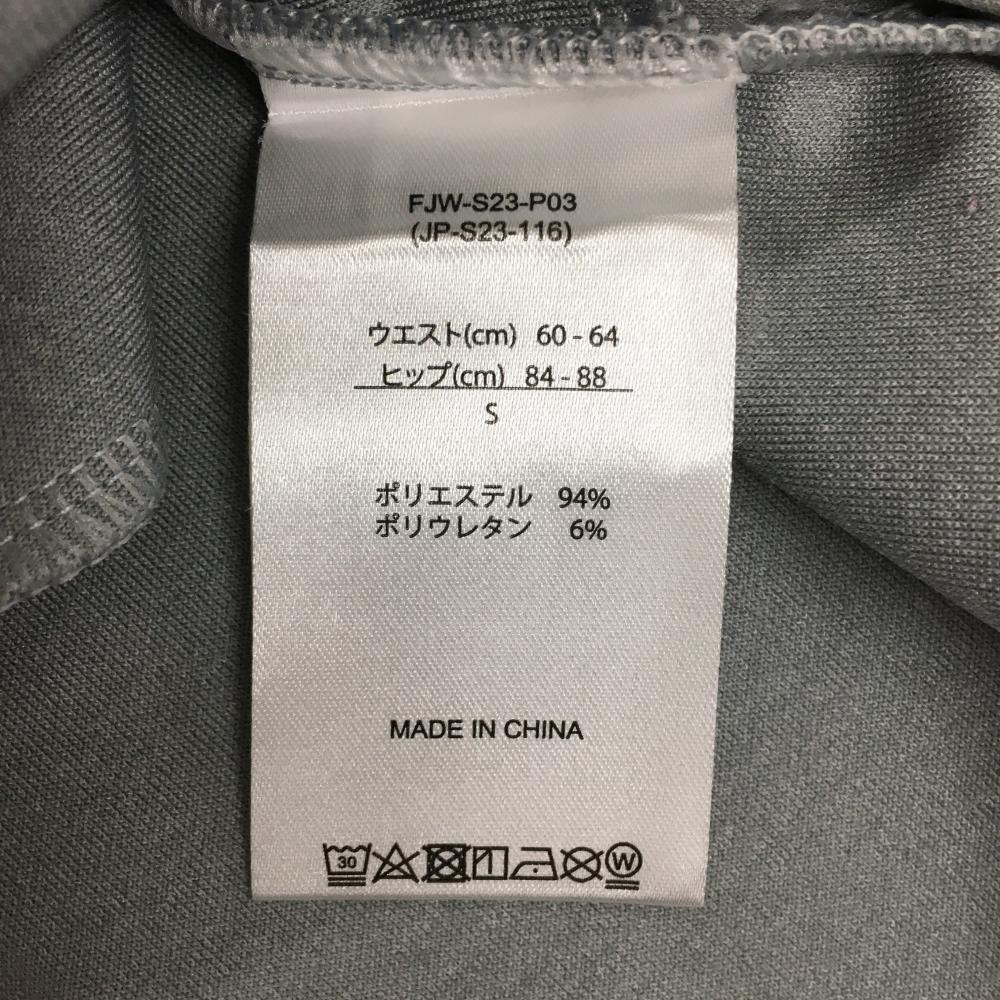 FJW-S23-P03
(JP-S23-116)
ウエスト(cm) 60 - 64
ヒップ(cm) 84 - 88
S
ポリエステル 94%
ポリウレタン 6%
MADE IN CHINA
30 W